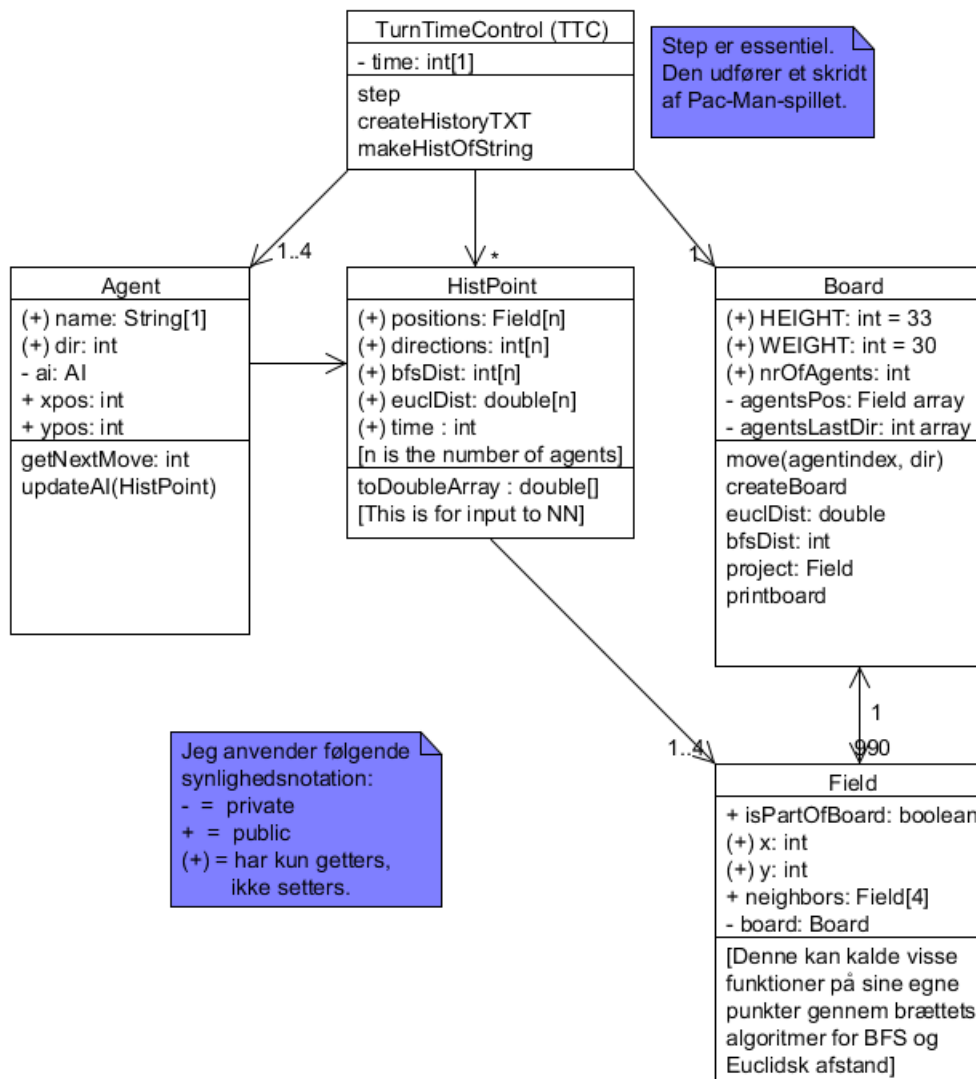 TurnTimeControl (TTC)
- time: int[1]
step
createHistoryTXT
makeHistOfString
Step er essentiel.
Den udfører et skridt
af Pac-Man-spillet.
1..4
*
1
Agent
(+) name: String[1]
(+) dir: int
- ai: AI
+ xpos: int
+ ypos: int
getNextMove: int
updateAI(HistPoint)
HistPoint
(+) positions: Field[n]
(+) directions: int[n]
(+) bfsDist: int[n]
(+) euclDist: double[n]
(+) time : int
[n is the number of agents]
toDoubleArray : double[]
[This is for input to NN]
Board
(+) HEIGHT: int = 33
(+) WEIGHT: int = 30
(+) nrOfAgents: int
- agentsPos: Field array
- agentsLastDir: int array
move(agentindex, dir)
createBoard
euclDist: double
bfsDist: int
project: Field
printboard
1
1..4
990
Jeg anvender følgende
synlighedsnotation:
- = private
+ = public
(+) = har kun getters,
ikke setters.
Field
+ isPartOfBoard: boolean
(+) x: int
(+) y: int
+ neighbors: Field[4]
- board: Board
[Denne kan kalde visse
funktioner på sine egne
punkter gennem brættets
algoritmer for BFS og
Euclidsk afstand]